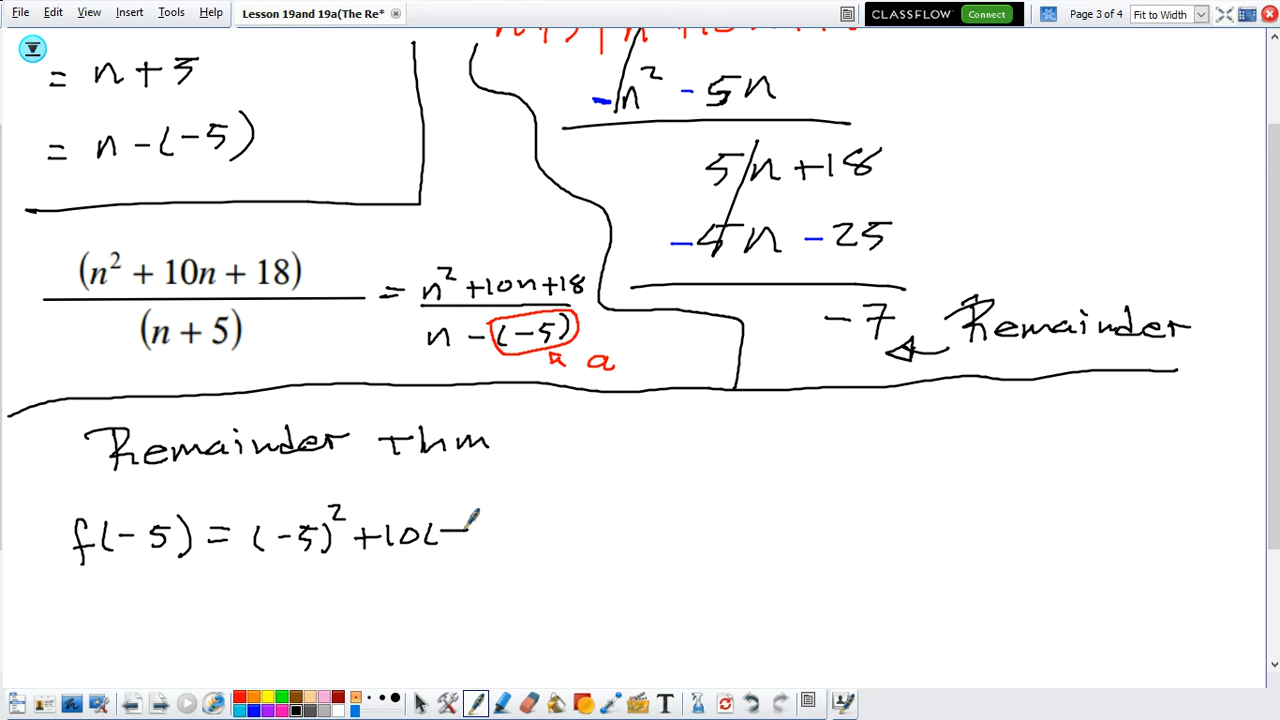 File Edit View Insert Tools Help Lesson 19and 19a(The Re* CLASSFLOW Connect Page 3 of 4 Fit to Width
= n + 5
= n - (-5)
- n² - 5n
5n + 18
- 5n - 25
- 7 Remainder
(n² + 10n + 18) / (n + 5) = n² + 10n + 18 / n - (-5)
a
Remainder Thm
f(-5) = (-5)² + 10(-